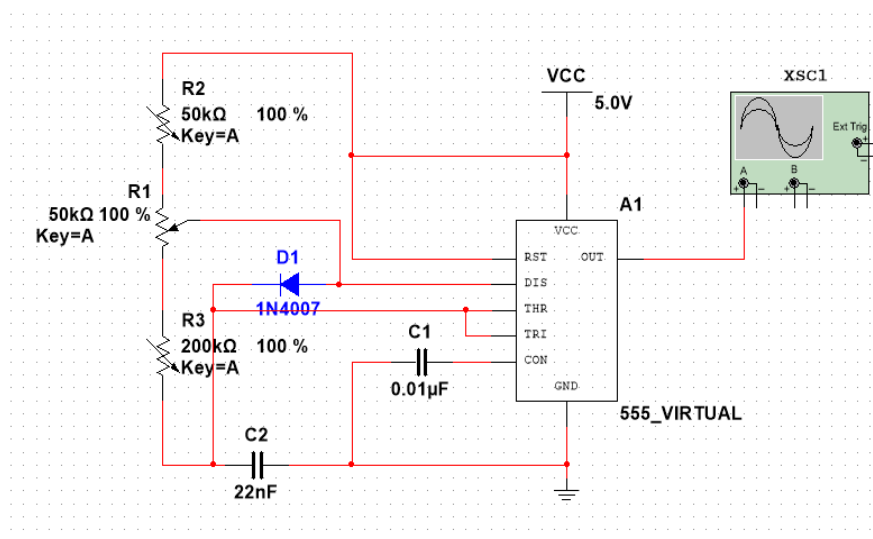 XSC1
VCC
5.0V
R2
50kΩ 100 %
Key=A
Ext Trig
+
−
A
B
+ −
+ −
R1
50kΩ 100 %
Key=A
A1
VCC
RST
OUT
D1
DIS
1N4007
THR
R3
200kΩ 100 %
Key=A
C1
TRI
CON
0.01µF
GND
555_VIRTUAL
C2
22nF